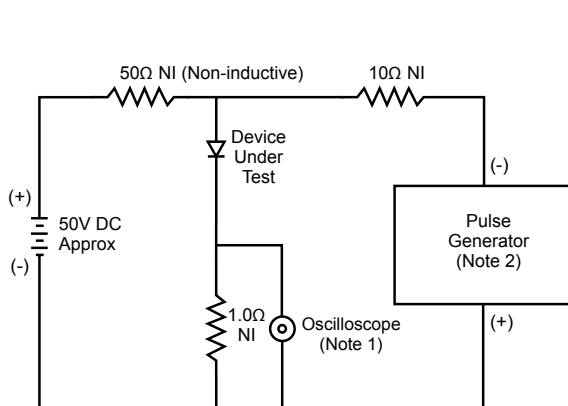 50Ω NI (Non-inductive)
10Ω NI
Device
Under
Test
(-)
(+)
50V DC
Approx
(-)
Pulse
Generator
(Note 2)
1.0Ω
NI
Oscilloscope
(Note 1)
(+)